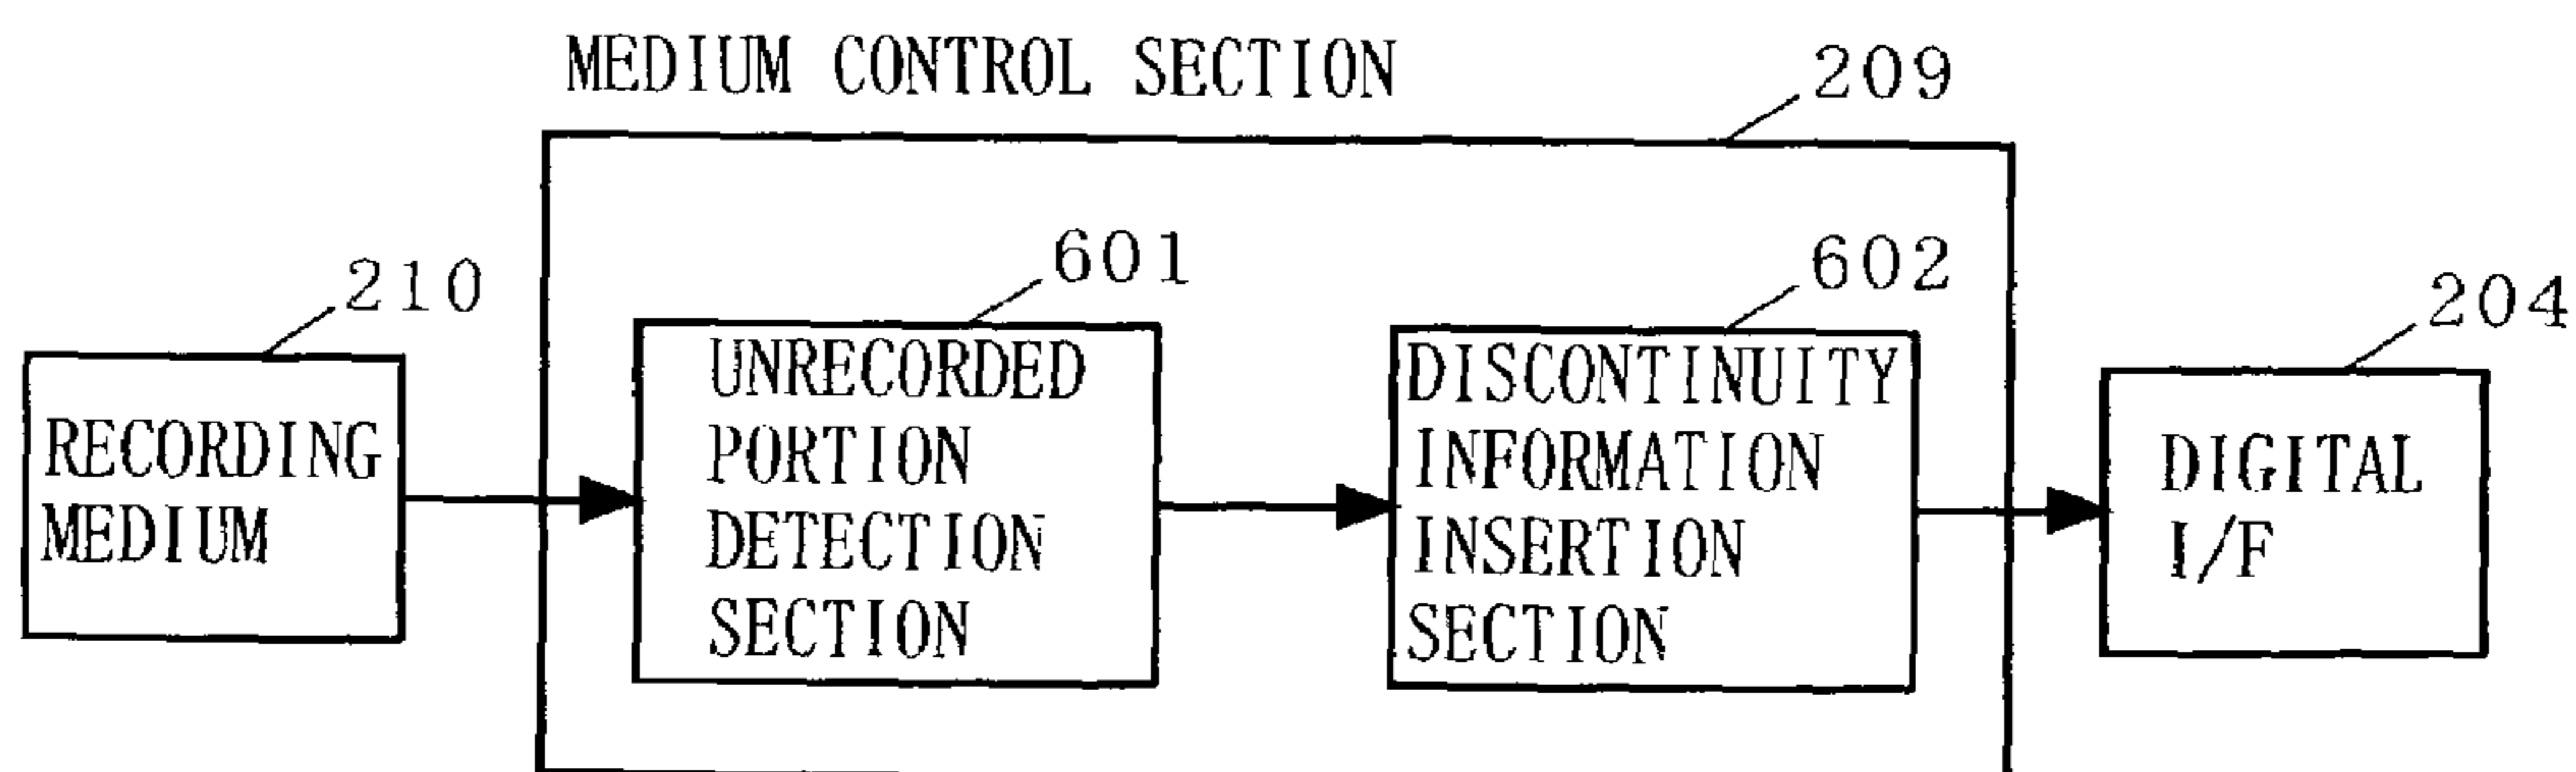 MEDIUM CONTROL SECTION
209
210
601
602
204
RECORDING
MEDIUM
UNRECORDED
PORTION
DETECTION
SECTION
DISCONTINUITY
INFORMATION
INSERTION
SECTION
DIGITAL
I/F